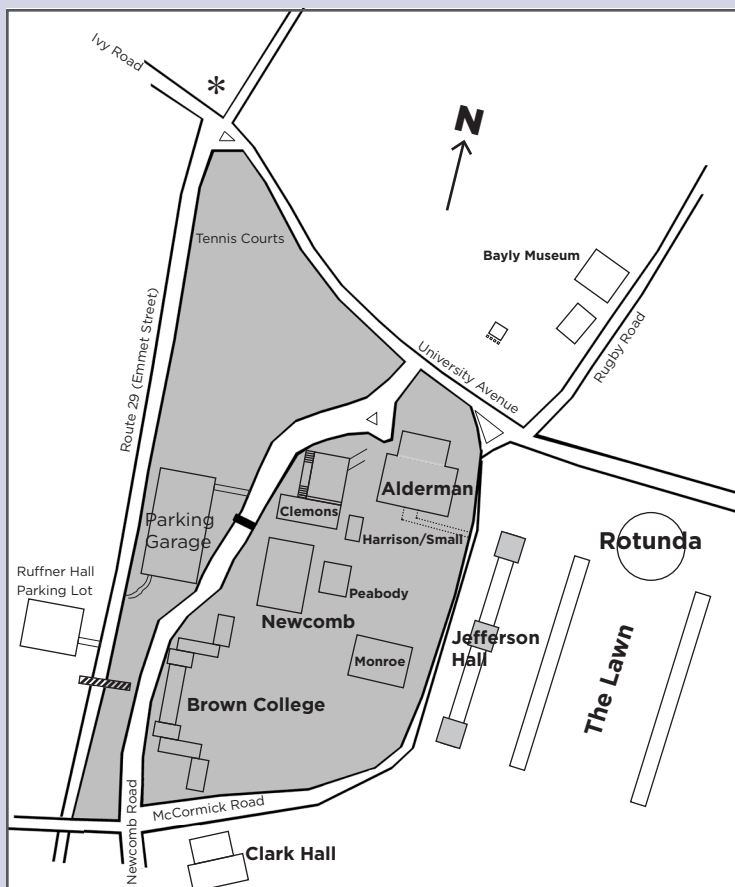 Ivy Road
*
N
Tennis Courts
Bayly Museum
Route 29 (Emmet Street)
University Avenue
Rugby Road
Alderman
Clemons
Parking
Garage
Harrison/Small
Rotunda
Ruffner Hall
Parking Lot
Peabody
Newcomb
Jefferson
Hall
Monroe
The Lawn
Brown College
McCormick Road
Newcomb Road
Clark Hall